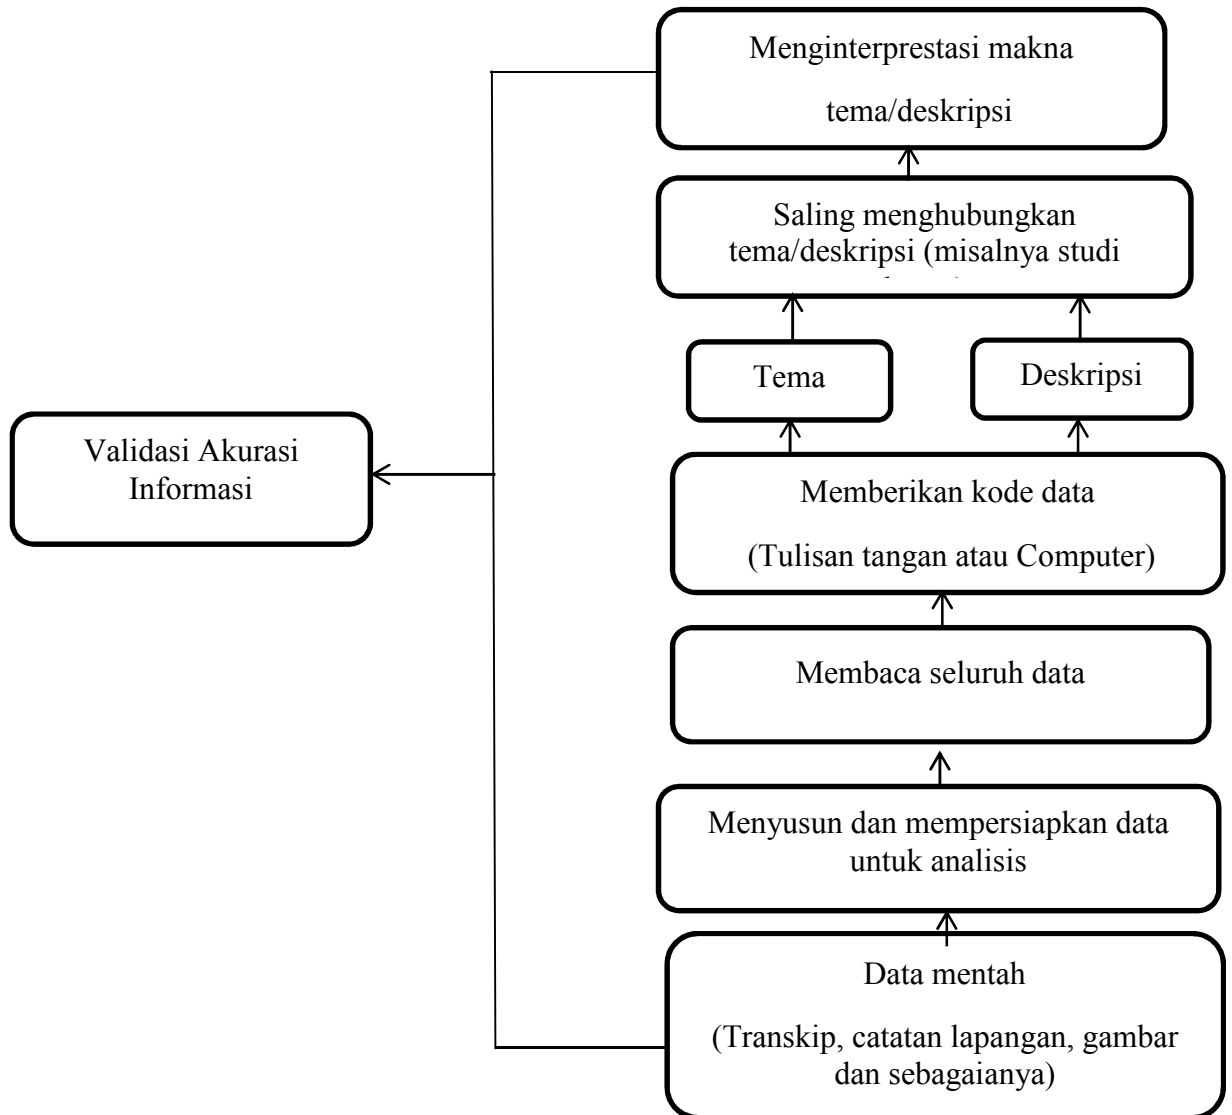 Menginterprestasi makna
tema/deskripsi
Saling menghubungkan
tema/deskripsi (misalnya studi
Tema
Deskripsi
Validasi Akurasi
Informasi
Memberikan kode data
(Tulisan tangan atau Computer)
Membaca seluruh data
Menyusun dan mempersiapkan data
untuk analisis
Data mentah
(Transkip, catatan lapangan, gambar
dan sebagaianya)